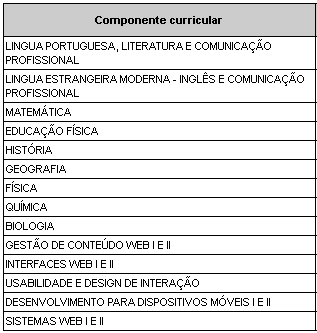 Componente curricular
LINGUA PORTUGUESA, LITERATURA E COMUNICAÇÃO
PROFISSIONAL
LINGUA ESTRANGEIRA MODERNA - INGLÊS E COMUNICAÇÃO
PROFISSIONAL
MATEMÁTICA
EDUCAÇÃO FÍSICA
HISTÓRIA
GEOGRAFIA
FÍSICA
QUÍMICA
BIOLOGIA
GESTÃO DE CONTEÚDO WEB I E II
INTERFACES WEB I E II
USABILIDADE E DESIGN DE INTERAÇÃO
DESENVOLVIMENTO PARA DISPOSITIVOS MÓVEIS I E II
SISTEMAS WEB I E II